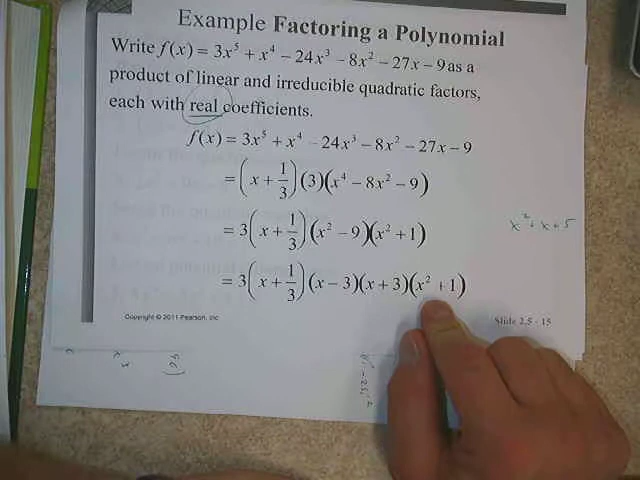 Example Factoring a Polynomial
Write f(x) = 3x⁵ + x⁴ − 24x³ − 8x² − 27x − 9 as a
product of linear and irreducible quadratic factors,
each with real coefficients.
f(x) = 3x⁵ + x⁴ − 24x³ − 8x² − 27x − 9
= (x + 1/3)(3)(x⁴ − 8x² − 9)
= 3(x + 1/3)(x² − 9)(x² + 1)
x² + x + 5
= 3(x + 1/3)(x − 3)(x + 3)(x² + 1)
Copyright © 2011 Pearson, Inc.
Slide 2.5 - 15